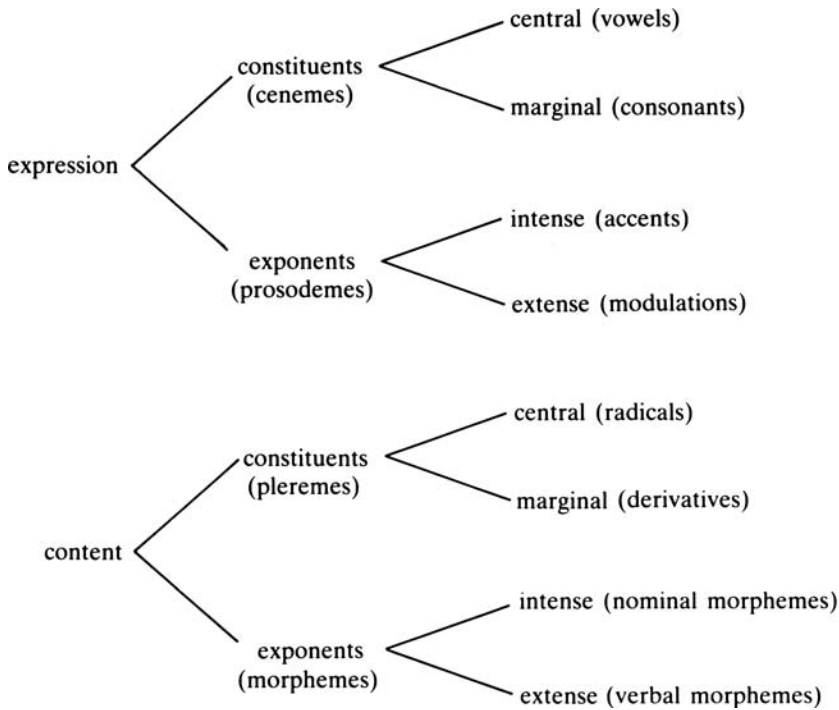 central (vowels)
constituents
(cenemes)
marginal (consonants)
expression
intense (accents)
exponents
(prosodemes)
extense (modulations)
central (radicals)
constituents
(pleremes)
marginal (derivatives)
content
intense (nominal morphemes)
exponents
(morphemes)
extense (verbal morphemes)